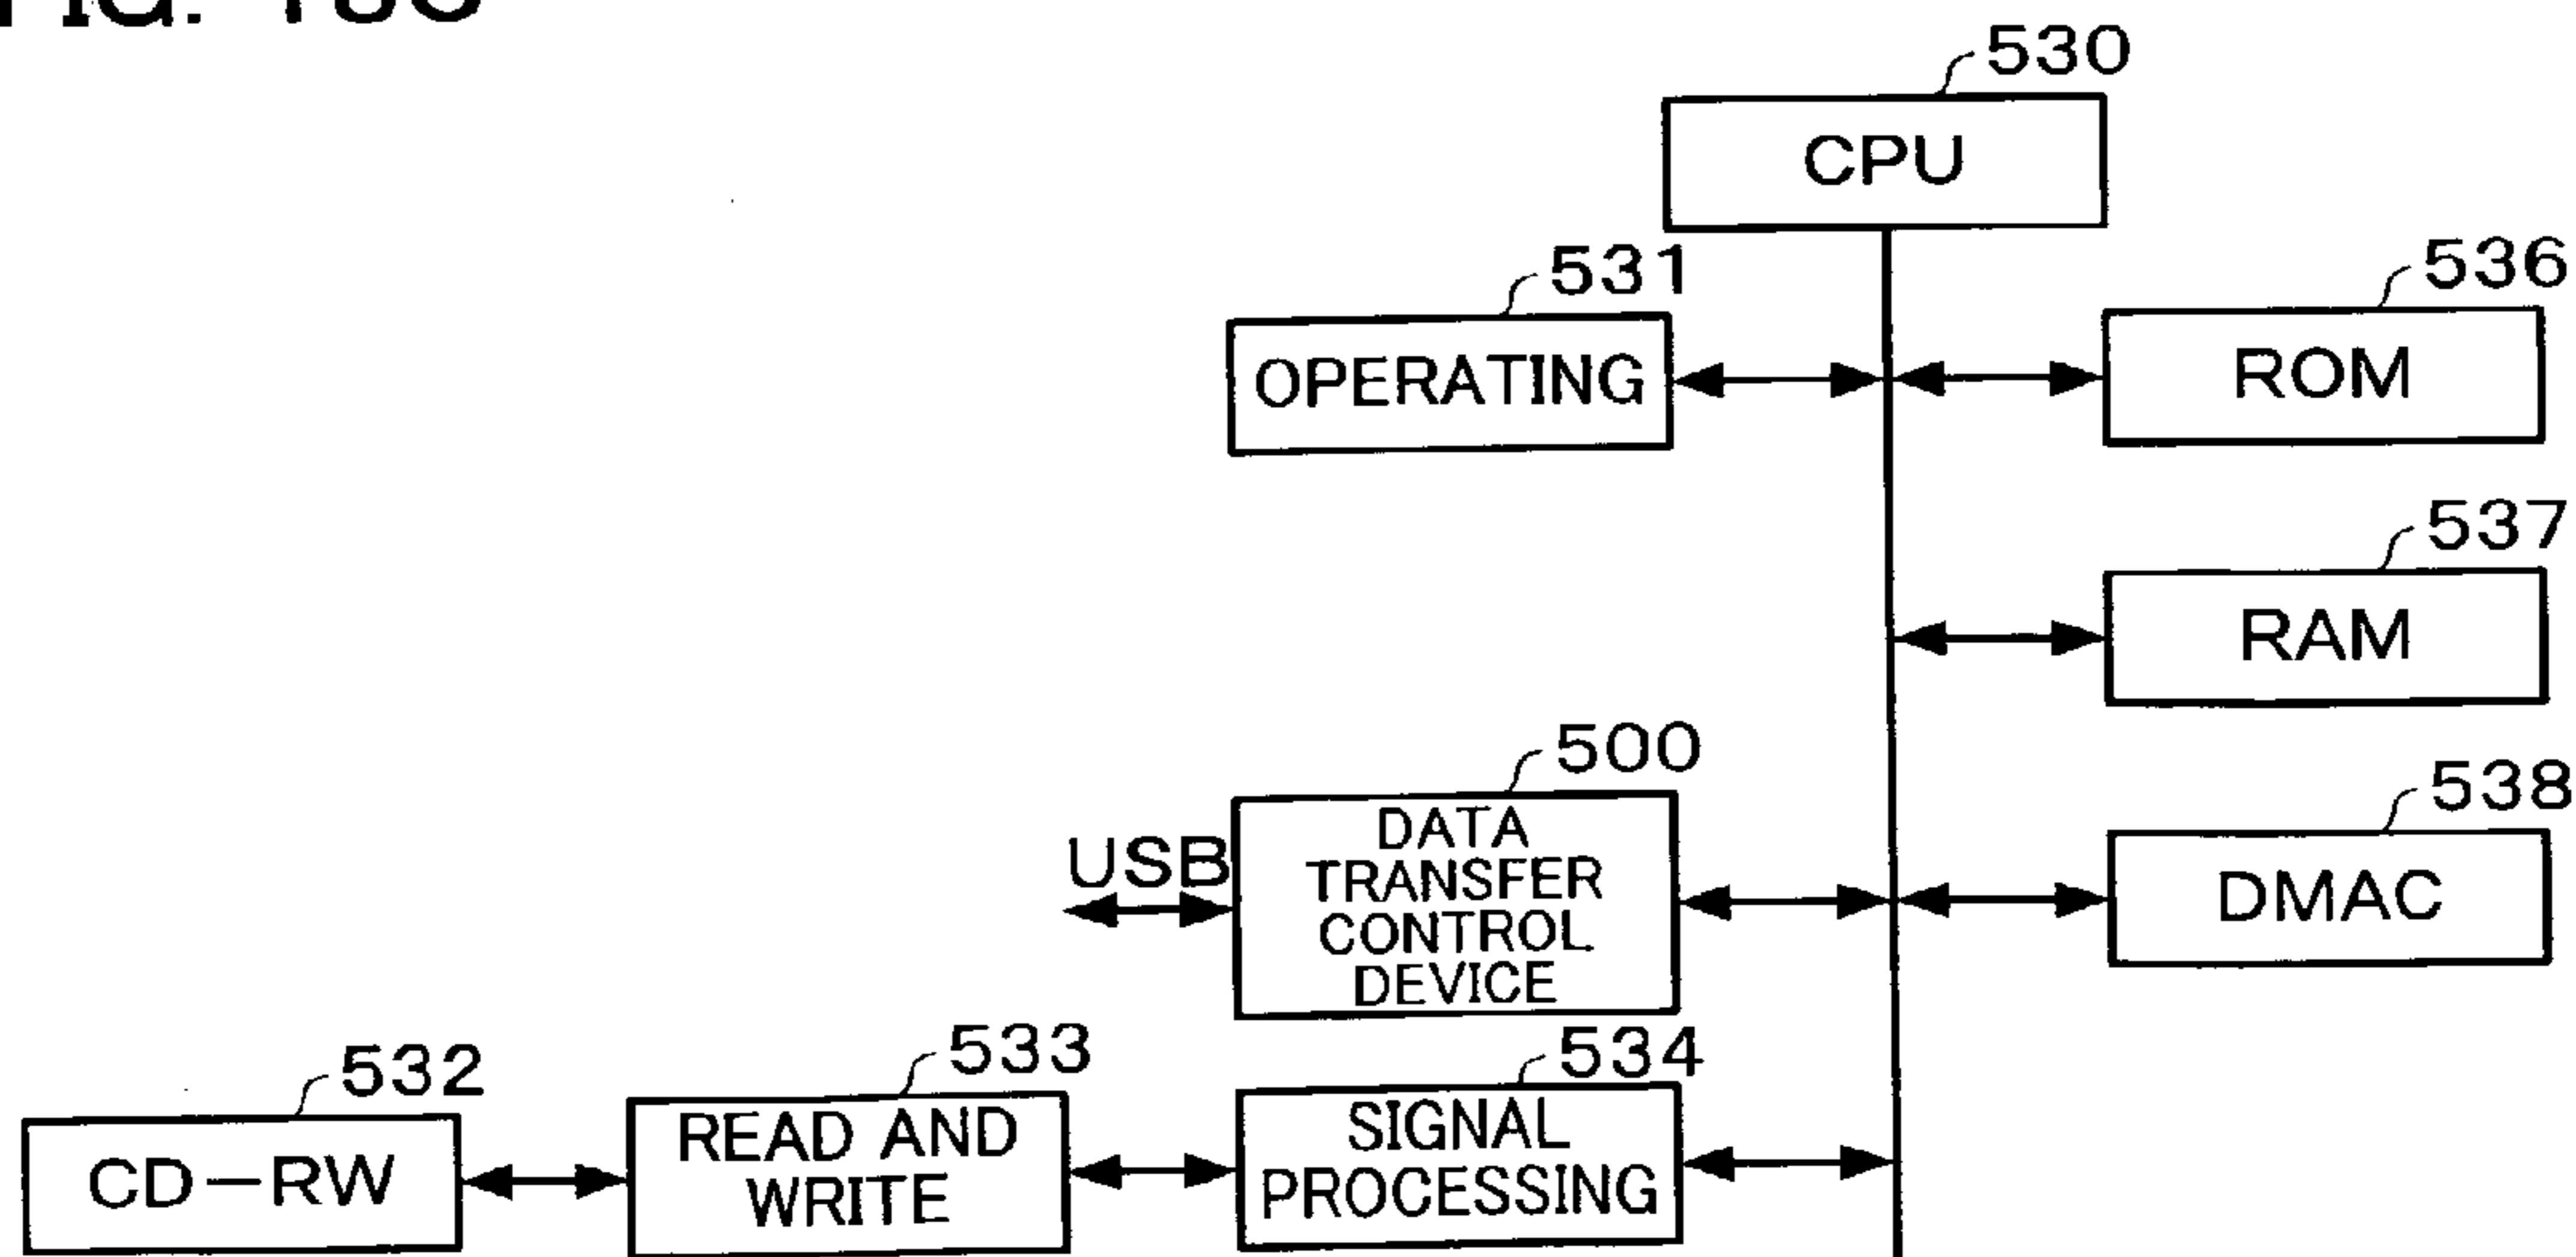 530
CPU
531
536
OPERATING
ROM
537
RAM
500
538
USB
DATA
TRANSFER
CONTROL
DEVICE
DMAC
532
533
534
CD-RW
READ AND
WRITE
SIGNAL
PROCESSING